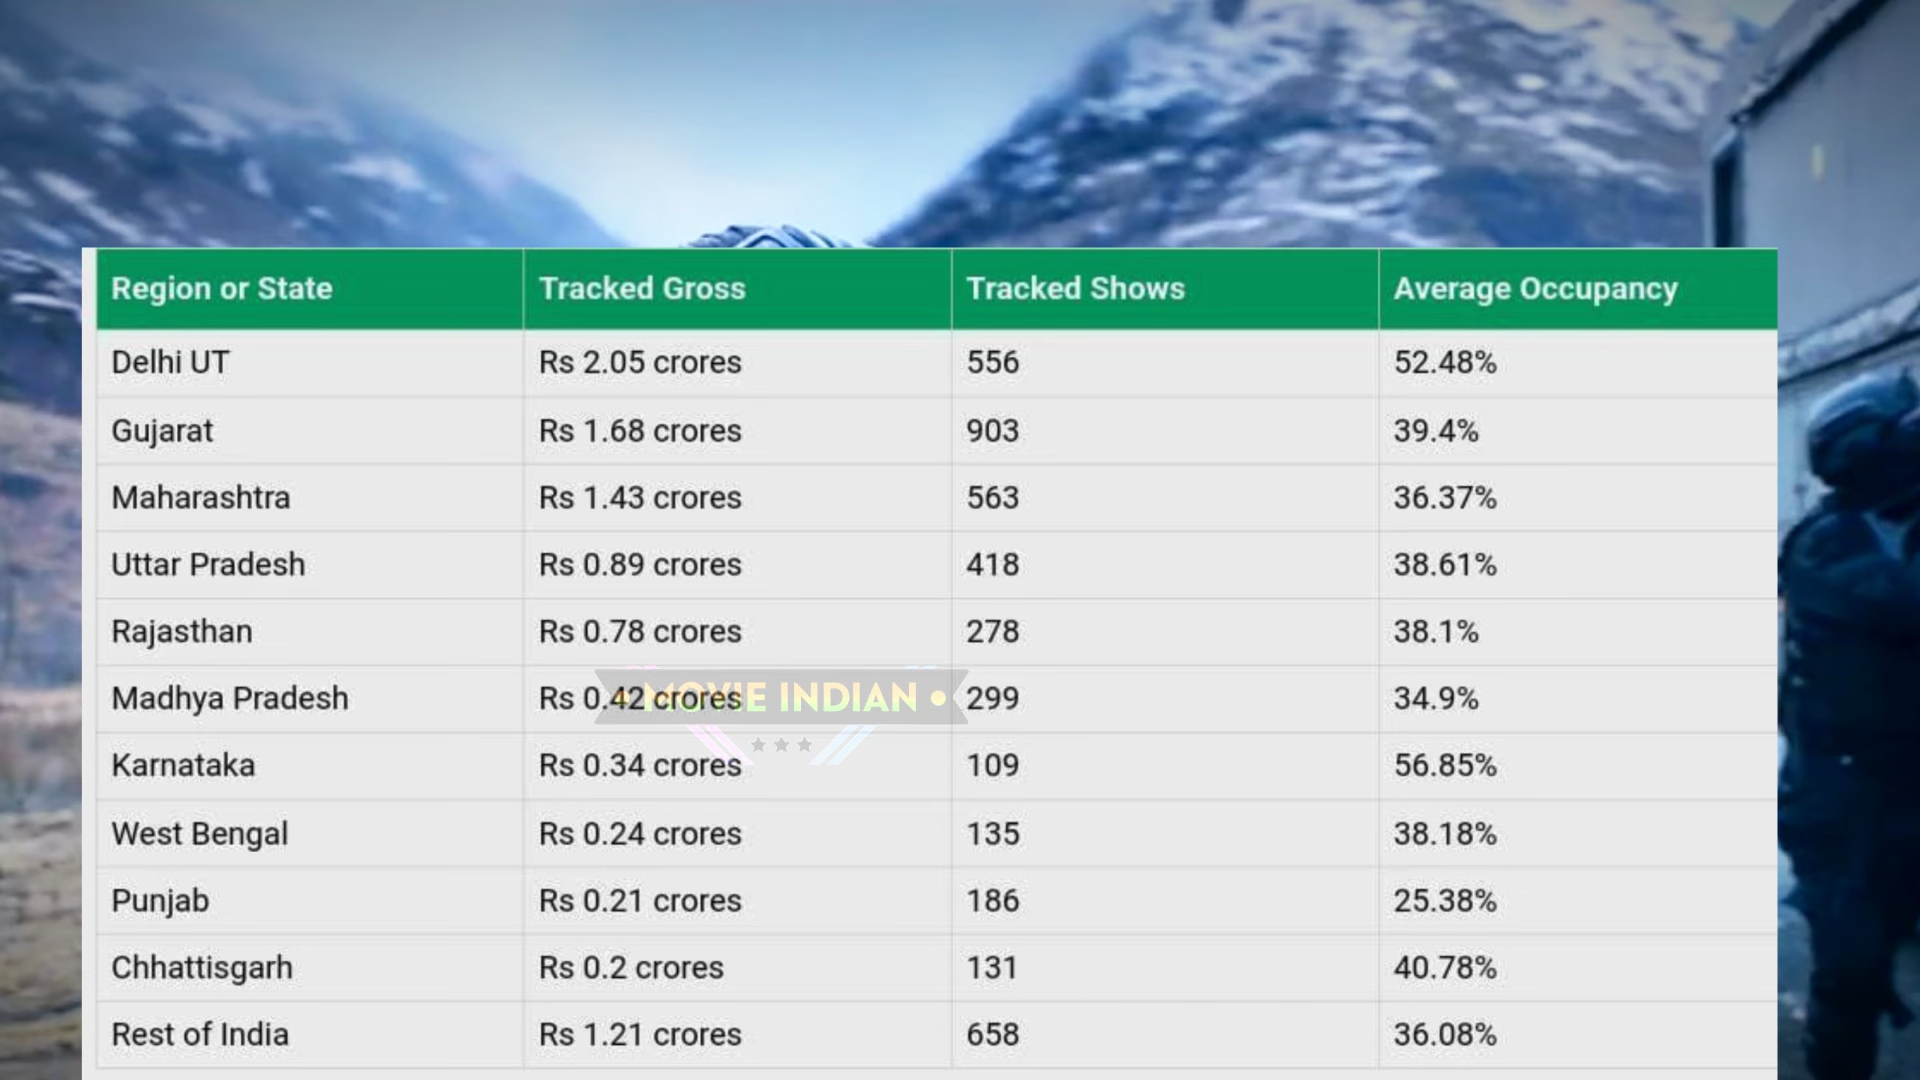 Region or State Tracked Gross Tracked Shows Average Occupancy
Delhi UT Rs 2.05 crores 556 52.48%
Gujarat Rs 1.68 crores 903 39.4%
Maharashtra Rs 1.43 crores 563 36.37%
Uttar Pradesh Rs 0.89 crores 418 38.61%
Rajasthan Rs 0.78 crores 278 38.1%
Madhya Pradesh Rs 0.42 crores 299 34.9%
MOVIE INDIAN
Karnataka Rs 0.34 crores 109 56.85%
West Bengal Rs 0.24 crores 135 38.18%
Punjab Rs 0.21 crores 186 25.38%
Chhattisgarh Rs 0.2 crores 131 40.78%
Rest of India Rs 1.21 crores 658 36.08%